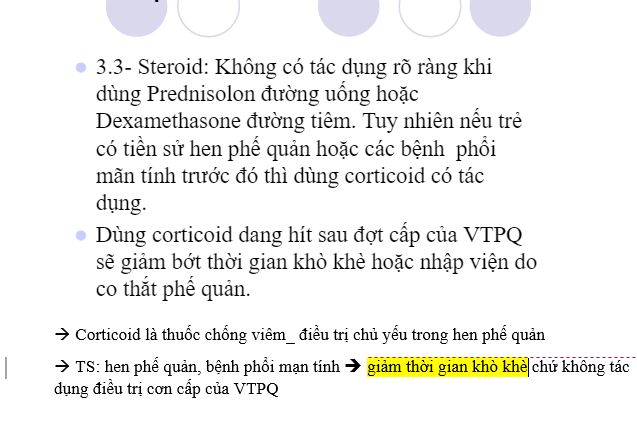 3.3- Steroid: Không có tác dụng rõ ràng khi
dùng Prednisolon đường uống hoặc
Dexamethasone đường tiêm. Tuy nhiên nếu trẻ
có tiền sử hen phế quản hoặc các bệnh phổi
mãn tính trước đó thì dùng corticoid có tác
dụng.
Dùng corticoid dang hít sau đợt cấp của VTPQ
sẽ giảm bớt thời gian khò khè hoặc nhập viện do
co thắt phế quản.
→ Corticoid là thuốc chống viêm_ điều trị chủ yếu trong hen phế quản
→ TS: hen phế quản, bệnh phổi mạn tính → giảm thời gian khò khè chứ không tác
dụng điều trị cơn cấp của VTPQ